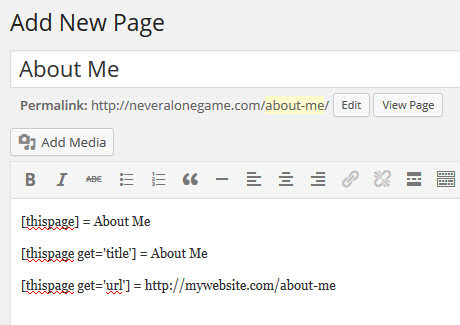 Add New Page
About Me
Permalink: http://neveralonegame.com/about-me/ Edit View Page
Add Media
B I ABC
[thispage] = About Me
[thispage get='title'] = About Me
[thispage get='url'] = http://mywebsite.com/about-me